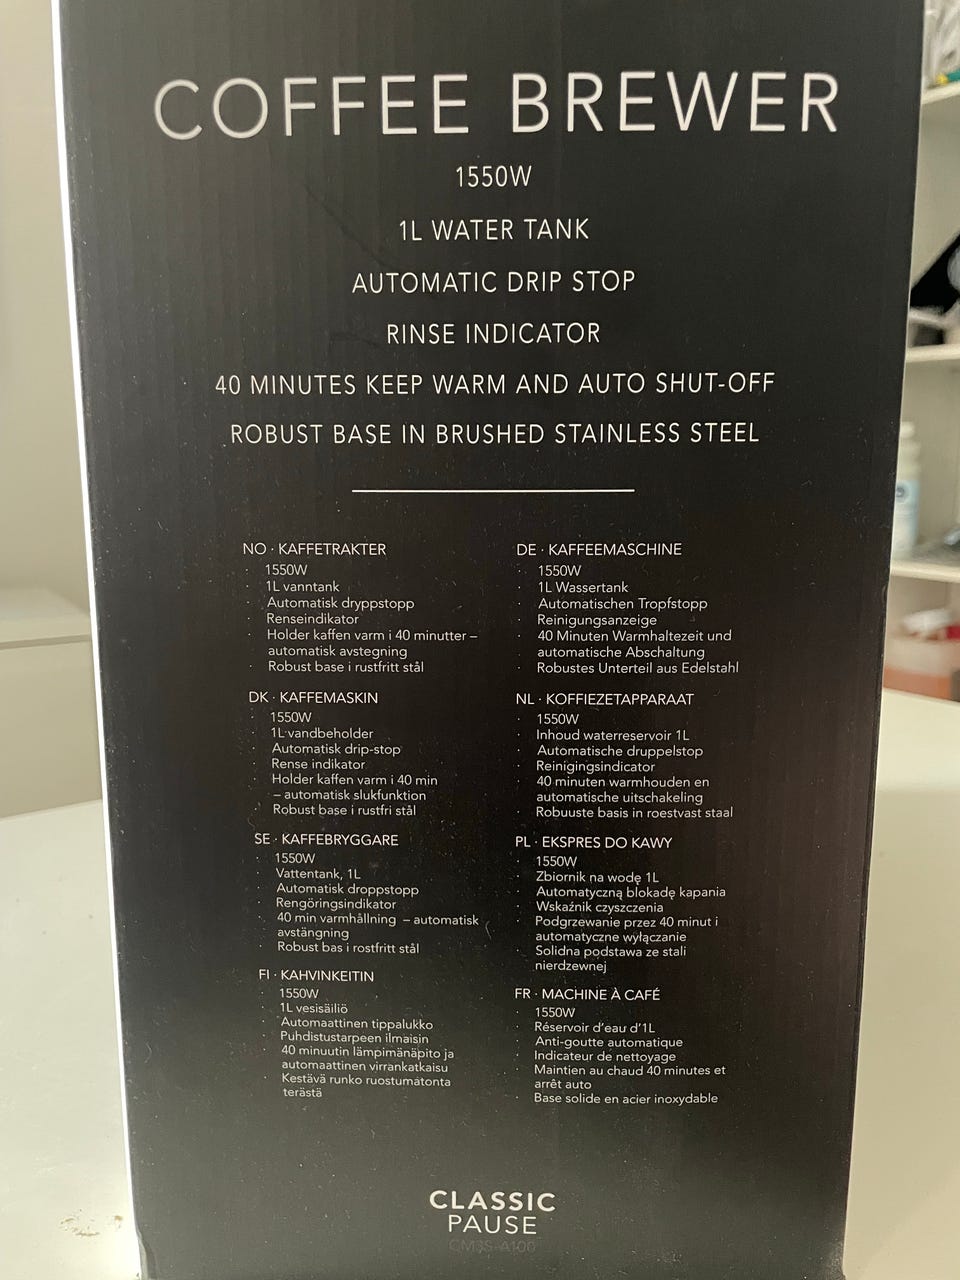 COFFEE BREWER
1550W
1L WATER TANK
AUTOMATIC DRIP STOP
RINSE INDICATOR
40 MINUTES KEEP WARM AND AUTO SHUT-OFF
ROBUST BASE IN BRUSHED STAINLESS STEEL
NO · KAFFETRAKTER
· 1550W
· 1L vanntank
· Automatisk dryppstopp
· Renseindikator
· Holder kaffen varm i 40 minutter –
automatisk avstegning
· Robust base i rustfritt stål
DK · KAFFEMASKIN
· 1550W
· 1L vandbeholder
· Automatisk drip-stop
· Rense indikator
· Holder kaffen varm i 40 min
– automatisk slukfunktion
· Robust base i rustfri stål
SE · KAFFEBRYGGARE
· 1550W
· Vattentank, 1L
· Automatisk droppstopp
· Rengöringsindikator
· 40 min varmhållning – automatisk
avstängning
· Robust bas i rostfritt stål
FI · KAHVINKEITIN
· 1550W
· 1L vesisäiliö
· Automaattinen tippalukko
· Puhdistustarpeen ilmaisin
· 40 minuutin lämpimänäpito ja
automaattinen virrankatkaisu
· Kestävä runko ruostumatonta
terästä
DE · KAFFEEMASCHINE
· 1550W
· 1L Wassertank
· Automatischen Tropfstopp
· Reinigungsanzeige
· 40 Minuten Warmhaltezeit und
automatische Abschaltung
· Robustes Unterteil aus Edelstahl
NL · KOFFIEZETAPPARAAT
· 1550W
· Inhoud waterreservoir 1L
· Automatische druppelstop
· Reinigingsindicator
· 40 minuten warmhouden en
automatische uitschakeling
· Robuuste basis in roestvast staal
PL · EKSPRES DO KAWY
· 1550W
· Zbiornik na wodę 1L
· Automatyczną blokadę kapania
· Wskaźnik czyszczenia
· Podgrzewanie przez 40 minut i
automatyczne wyłączanie
· Solidna podstawa ze stali
nierdzewnej
FR · MACHINE À CAFÉ
· 1550W
· Réservoir d'eau d'1L
· Anti-goutte automatique
· Indicateur de nettoyage
· Maintien au chaud 40 minutes et
arrêt auto
· Base solide en acier inoxydable
CLASSIC
PAUSE